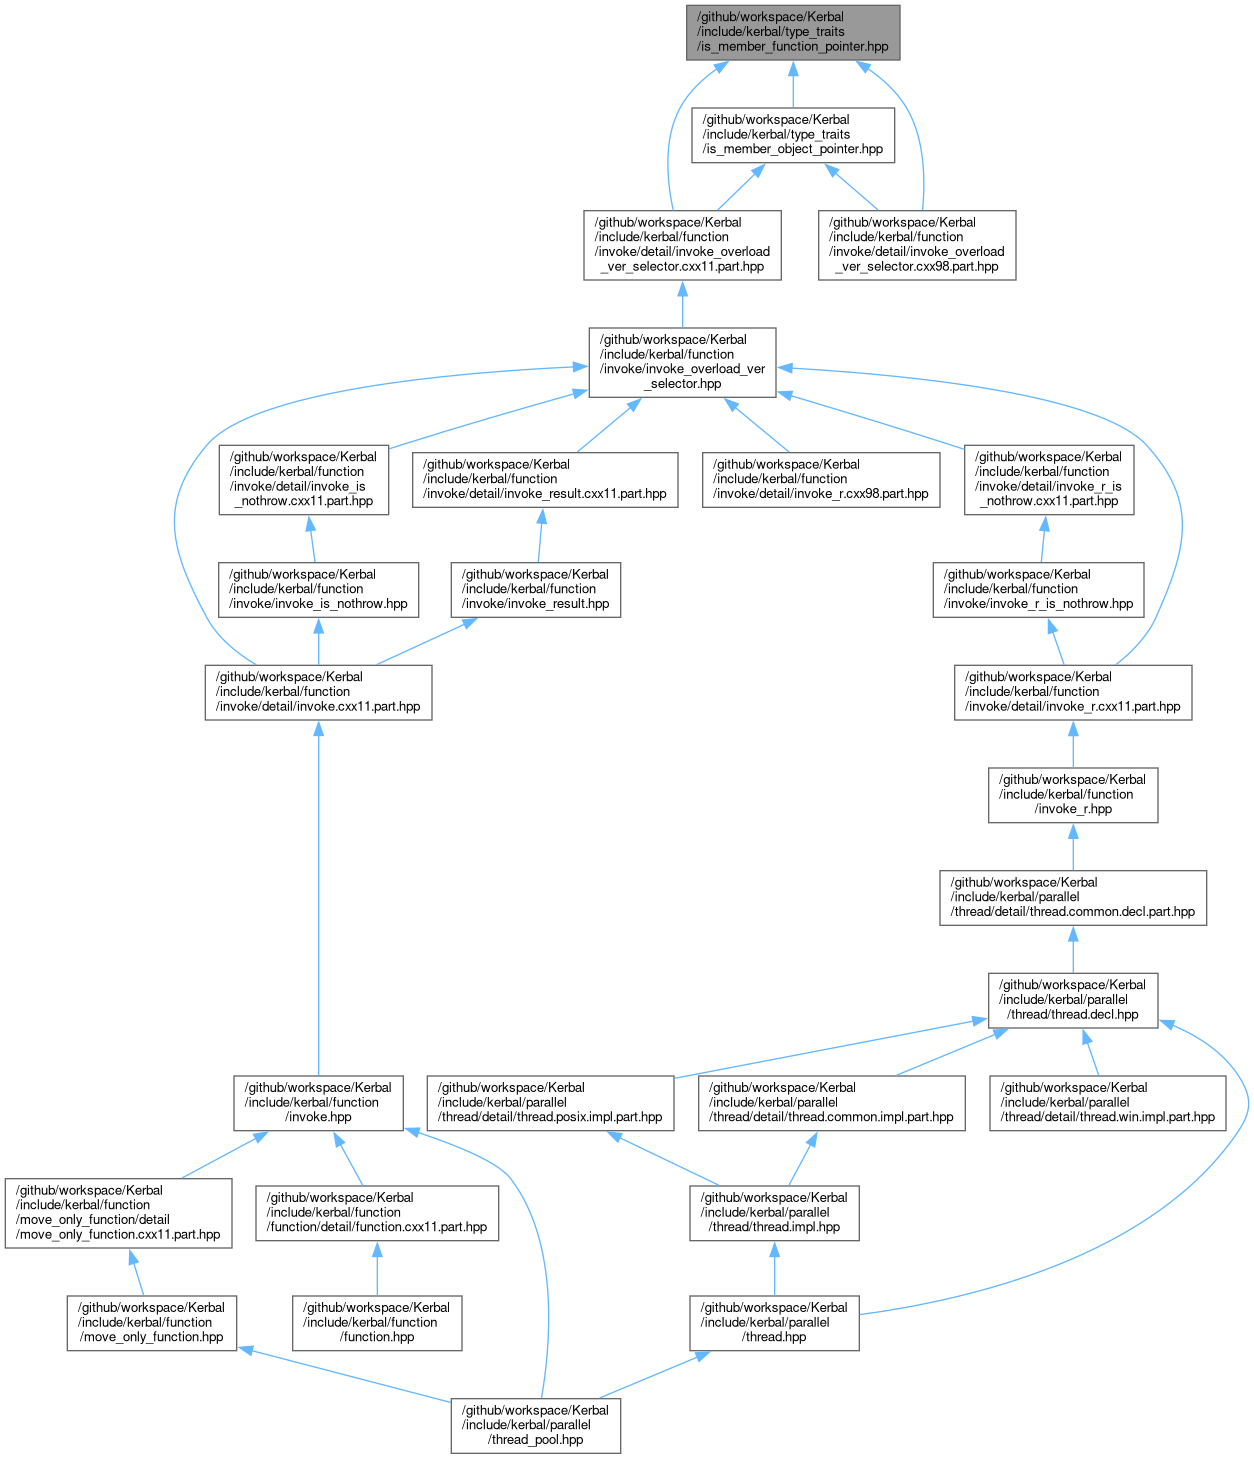 /github/workspace/Kerbal
/include/kerbal/type_traits
/is_member_function_pointer.hpp
/github/workspace/Kerbal
/include/kerbal/type_traits
/is_member_object_pointer.hpp
/github/workspace/Kerbal
/include/kerbal/function
/invoke/detail/invoke_overload
_ver_selector.cxx11.part.hpp
/github/workspace/Kerbal
/include/kerbal/function
/invoke/detail/invoke_overload
_ver_selector.cxx98.part.hpp
/github/workspace/Kerbal
/include/kerbal/function
/invoke/invoke_overload_ver
_selector.hpp
/github/workspace/Kerbal
/include/kerbal/function
/invoke/detail/invoke_is
_nothrow.cxx11.part.hpp
/github/workspace/Kerbal
/include/kerbal/function
/invoke/detail/invoke_result.cxx11.part.hpp
/github/workspace/Kerbal
/include/kerbal/function
/invoke/detail/invoke_r.cxx98.part.hpp
/github/workspace/Kerbal
/include/kerbal/function
/invoke/detail/invoke_r_is
_nothrow.cxx11.part.hpp
/github/workspace/Kerbal
/include/kerbal/function
/invoke/invoke_is_nothrow.hpp
/github/workspace/Kerbal
/include/kerbal/function
/invoke/invoke_result.hpp
/github/workspace/Kerbal
/include/kerbal/function
/invoke/invoke_r_is_nothrow.hpp
/github/workspace/Kerbal
/include/kerbal/function
/invoke/detail/invoke.cxx11.part.hpp
/github/workspace/Kerbal
/include/kerbal/function
/invoke/detail/invoke_r.cxx11.part.hpp
/github/workspace/Kerbal
/include/kerbal/function
/invoke_r.hpp
/github/workspace/Kerbal
/include/kerbal/parallel
/thread/detail/thread.common.decl.part.hpp
/github/workspace/Kerbal
/include/kerbal/parallel
/thread/thread.decl.hpp
/github/workspace/Kerbal
/include/kerbal/function
/invoke.hpp
/github/workspace/Kerbal
/include/kerbal/parallel
/thread/detail/thread.posix.impl.part.hpp
/github/workspace/Kerbal
/include/kerbal/parallel
/thread/detail/thread.common.impl.part.hpp
/github/workspace/Kerbal
/include/kerbal/parallel
/thread/detail/thread.win.impl.part.hpp
/github/workspace/Kerbal
/include/kerbal/function
/move_only_function/detail
/move_only_function.cxx11.part.hpp
/github/workspace/Kerbal
/include/kerbal/function
/function/detail/function.cxx11.part.hpp
/github/workspace/Kerbal
/include/kerbal/parallel
/thread/thread.impl.hpp
/github/workspace/Kerbal
/include/kerbal/function
/move_only_function.hpp
/github/workspace/Kerbal
/include/kerbal/function
/function.hpp
/github/workspace/Kerbal
/include/kerbal/parallel
/thread.hpp
/github/workspace/Kerbal
/include/kerbal/parallel
/thread_pool.hpp